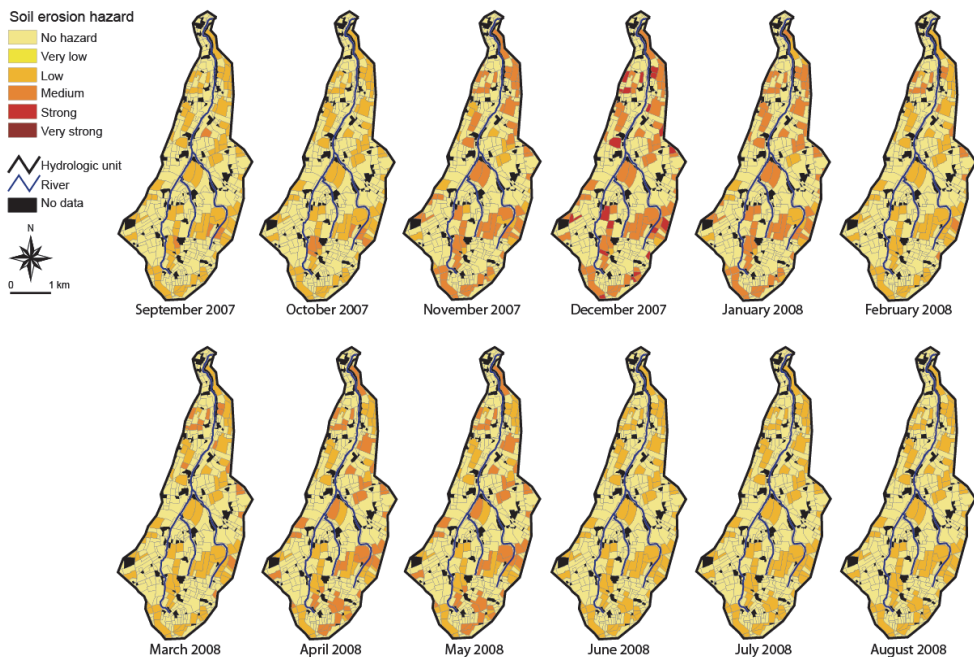 Soil erosion hazard
No hazard
Very low
Low
Medium
Strong
Very strong
Hydrologic unit
River
No data
N
0 1 km
September 2007 October 2007 November 2007 December 2007 January 2008 February 2008
March 2008 April 2008 May 2008 June 2008 July 2008 August 2008